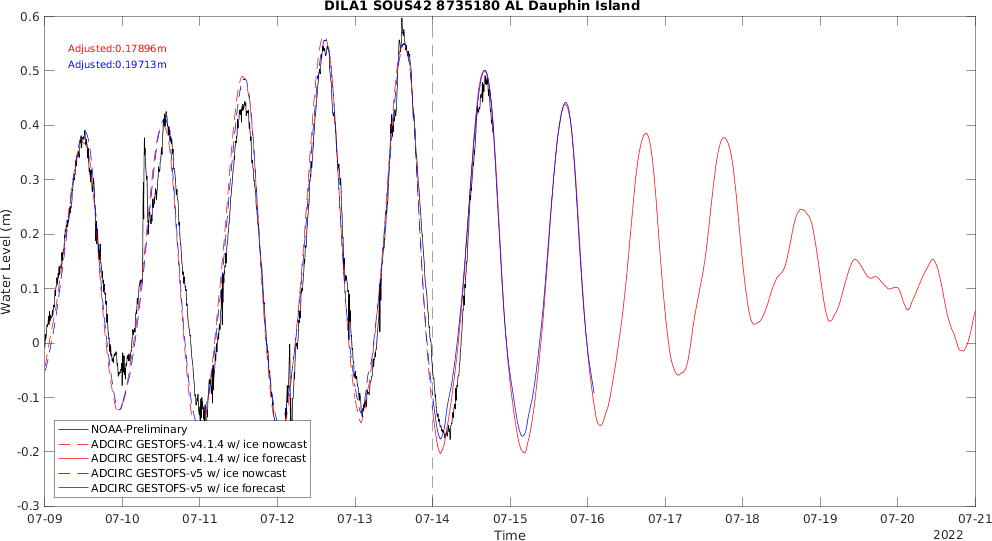 DILA1 SOUS42 8735180 AL Dauphin Island
Adjusted:0.17896m
Adjusted:0.19713m
Water Level (m)
0.6
0.5
0.4
0.3
0.2
0.1
0
-0.1
-0.2
-0.3
NOAA-Preliminary
ADCIRC GESTOFS-v4.1.4 w/ ice nowcast
ADCIRC GESTOFS-v4.1.4 w/ ice forecast
ADCIRC GESTOFS-v5 w/ ice nowcast
ADCIRC GESTOFS-v5 w/ ice forecast
07-09 07-10 07-11 07-12 07-13 07-14 07-15 07-16 07-17 07-18 07-19 07-20 07-21
Time
2022